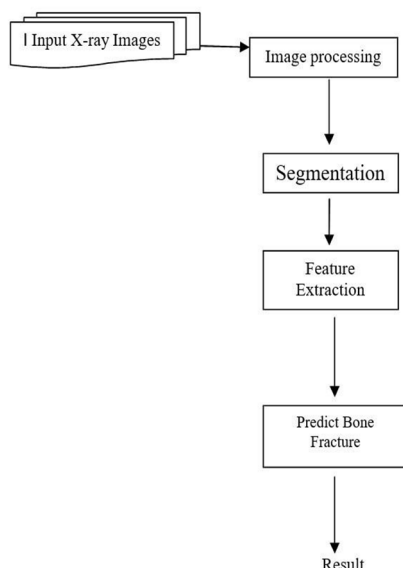 I Input X-ray Images
Image processing
Segmentation
Feature
Extraction
Predict Bone
Fracture
Result